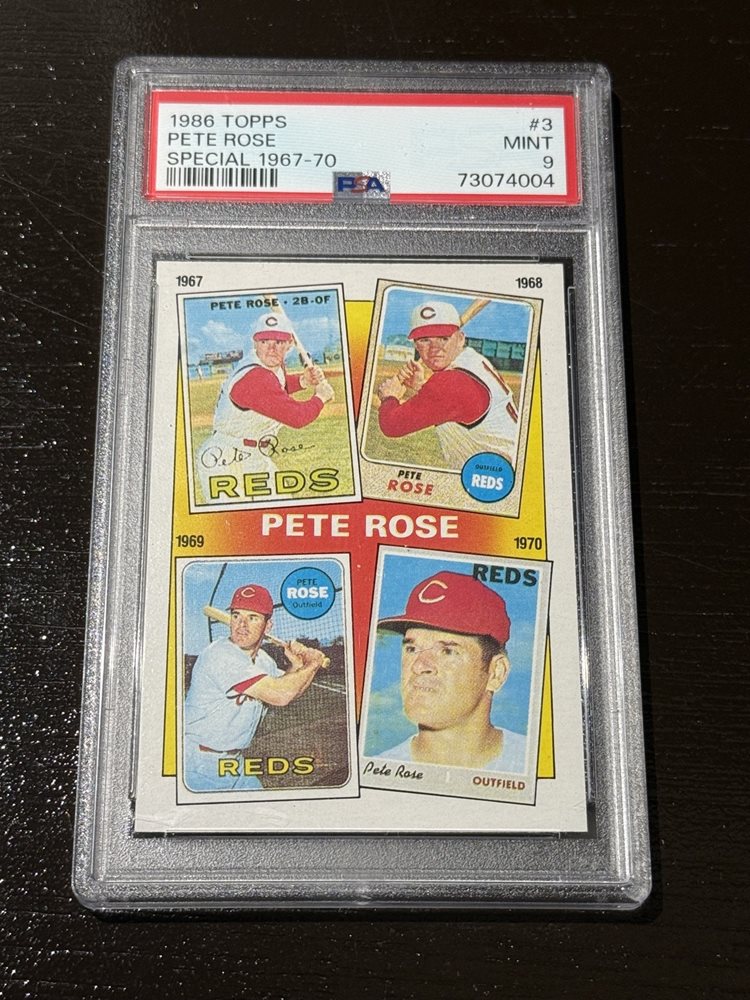 1986 TOPPS #3
PETE ROSE MINT
SPECIAL 1967-70 9
PSA 73074004
1967 1968
PETE ROSE • 2B-OF
C
Pete Rose
REDS
C
PETE
ROSE
OUTFIELD
REDS
PETE ROSE
1969 1970
PETE
ROSE
Outfield
C
REDS
REDS
C
Pete Rose
OUTFIELD